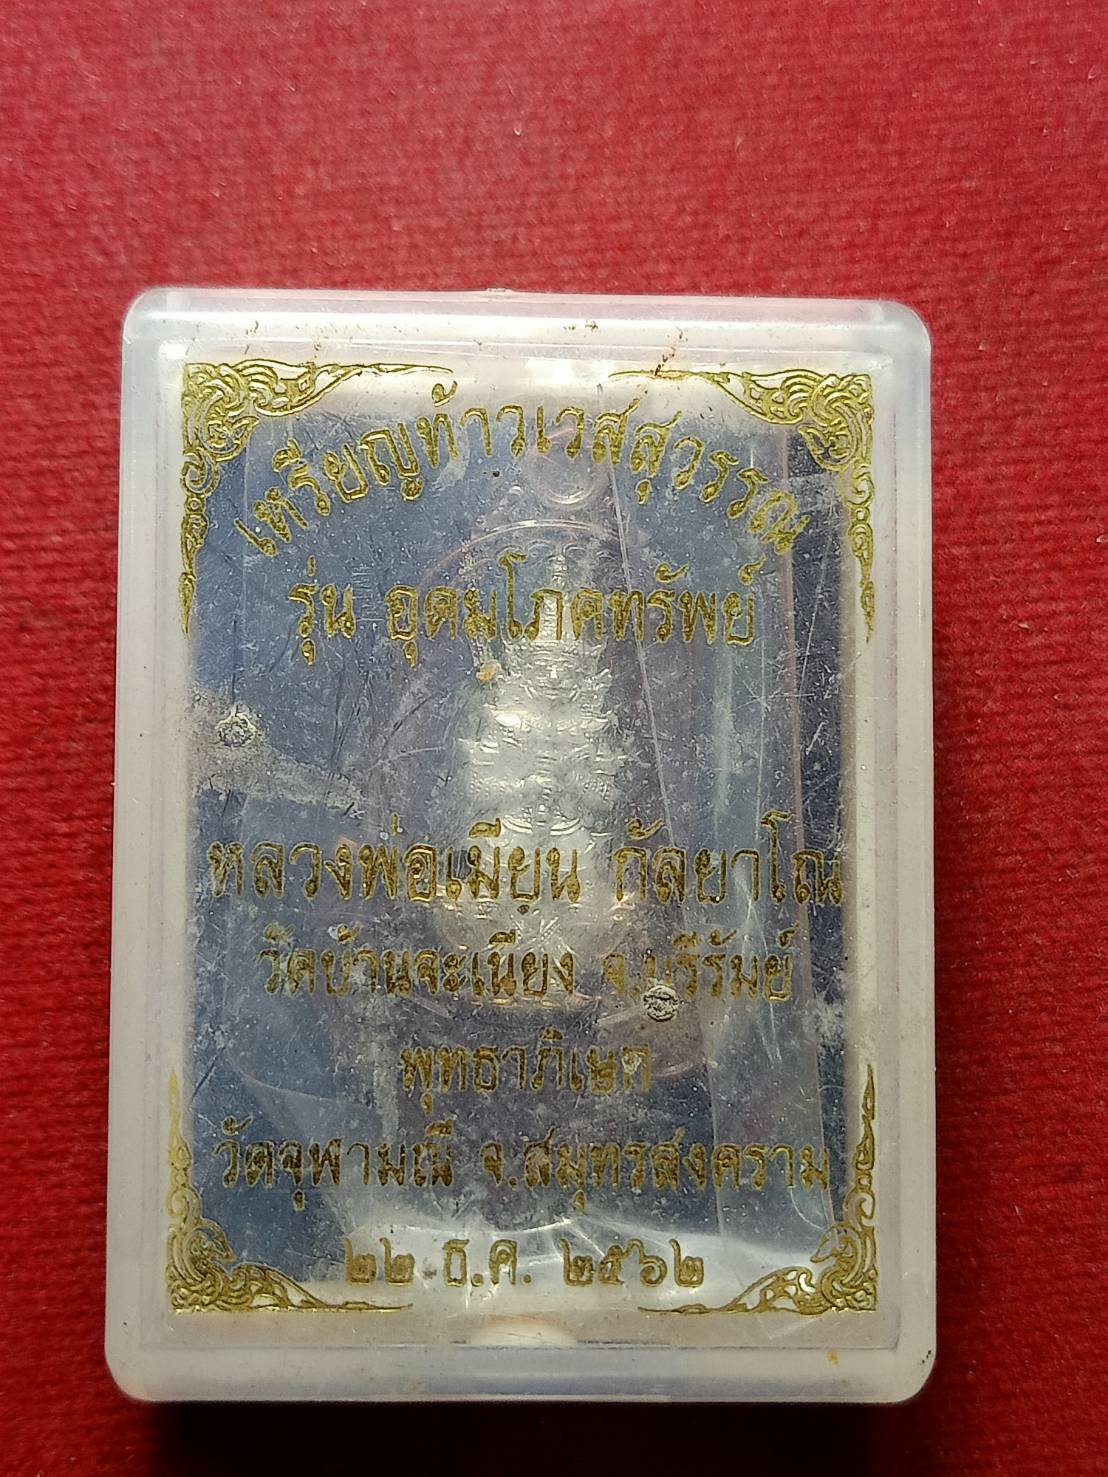 เหรียญท้าวเวสสุวรรณ
รุ่น อุดมโภคทรัพย์
หลวงพ่อเมียน กัลยาโณ
วัดบ้านจะเนียง จ.บุรีรัมย์
พุทธาภิเษก
วัดจุฬามณี จ.สมุทรสงคราม
๒๒ ธ.ค. ๒๕๖๒